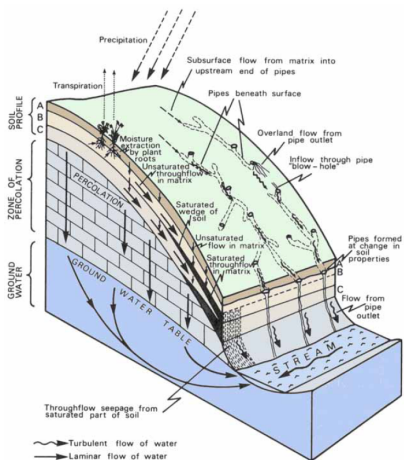 Precipitation
Transpiration
Subsurface flow from matrix into
upstream end of pipes
Pipes beneath surface
SOIL
PROFILE
A
B
C
Moisture
extraction by plant
roots
Overland flow from
pipe outlet
Inflow through pipe
"blow-hole"
Unsaturated
throughflow
in matrix
ZONE OF
PERCOLATION
PERCOLATION
Saturated
wedge of
soil
Unsaturated
flow in matrix
Saturated
throughflow
in matrix
Pipes formed
at change in
soil
properties
A
B
C
GROUND
WATER
GROUND WATER TABLE
Flow from
pipe
outlet
STREAM
Throughflow seepage from
saturated part of soil
Turbulent flow of water
Laminar flow of water